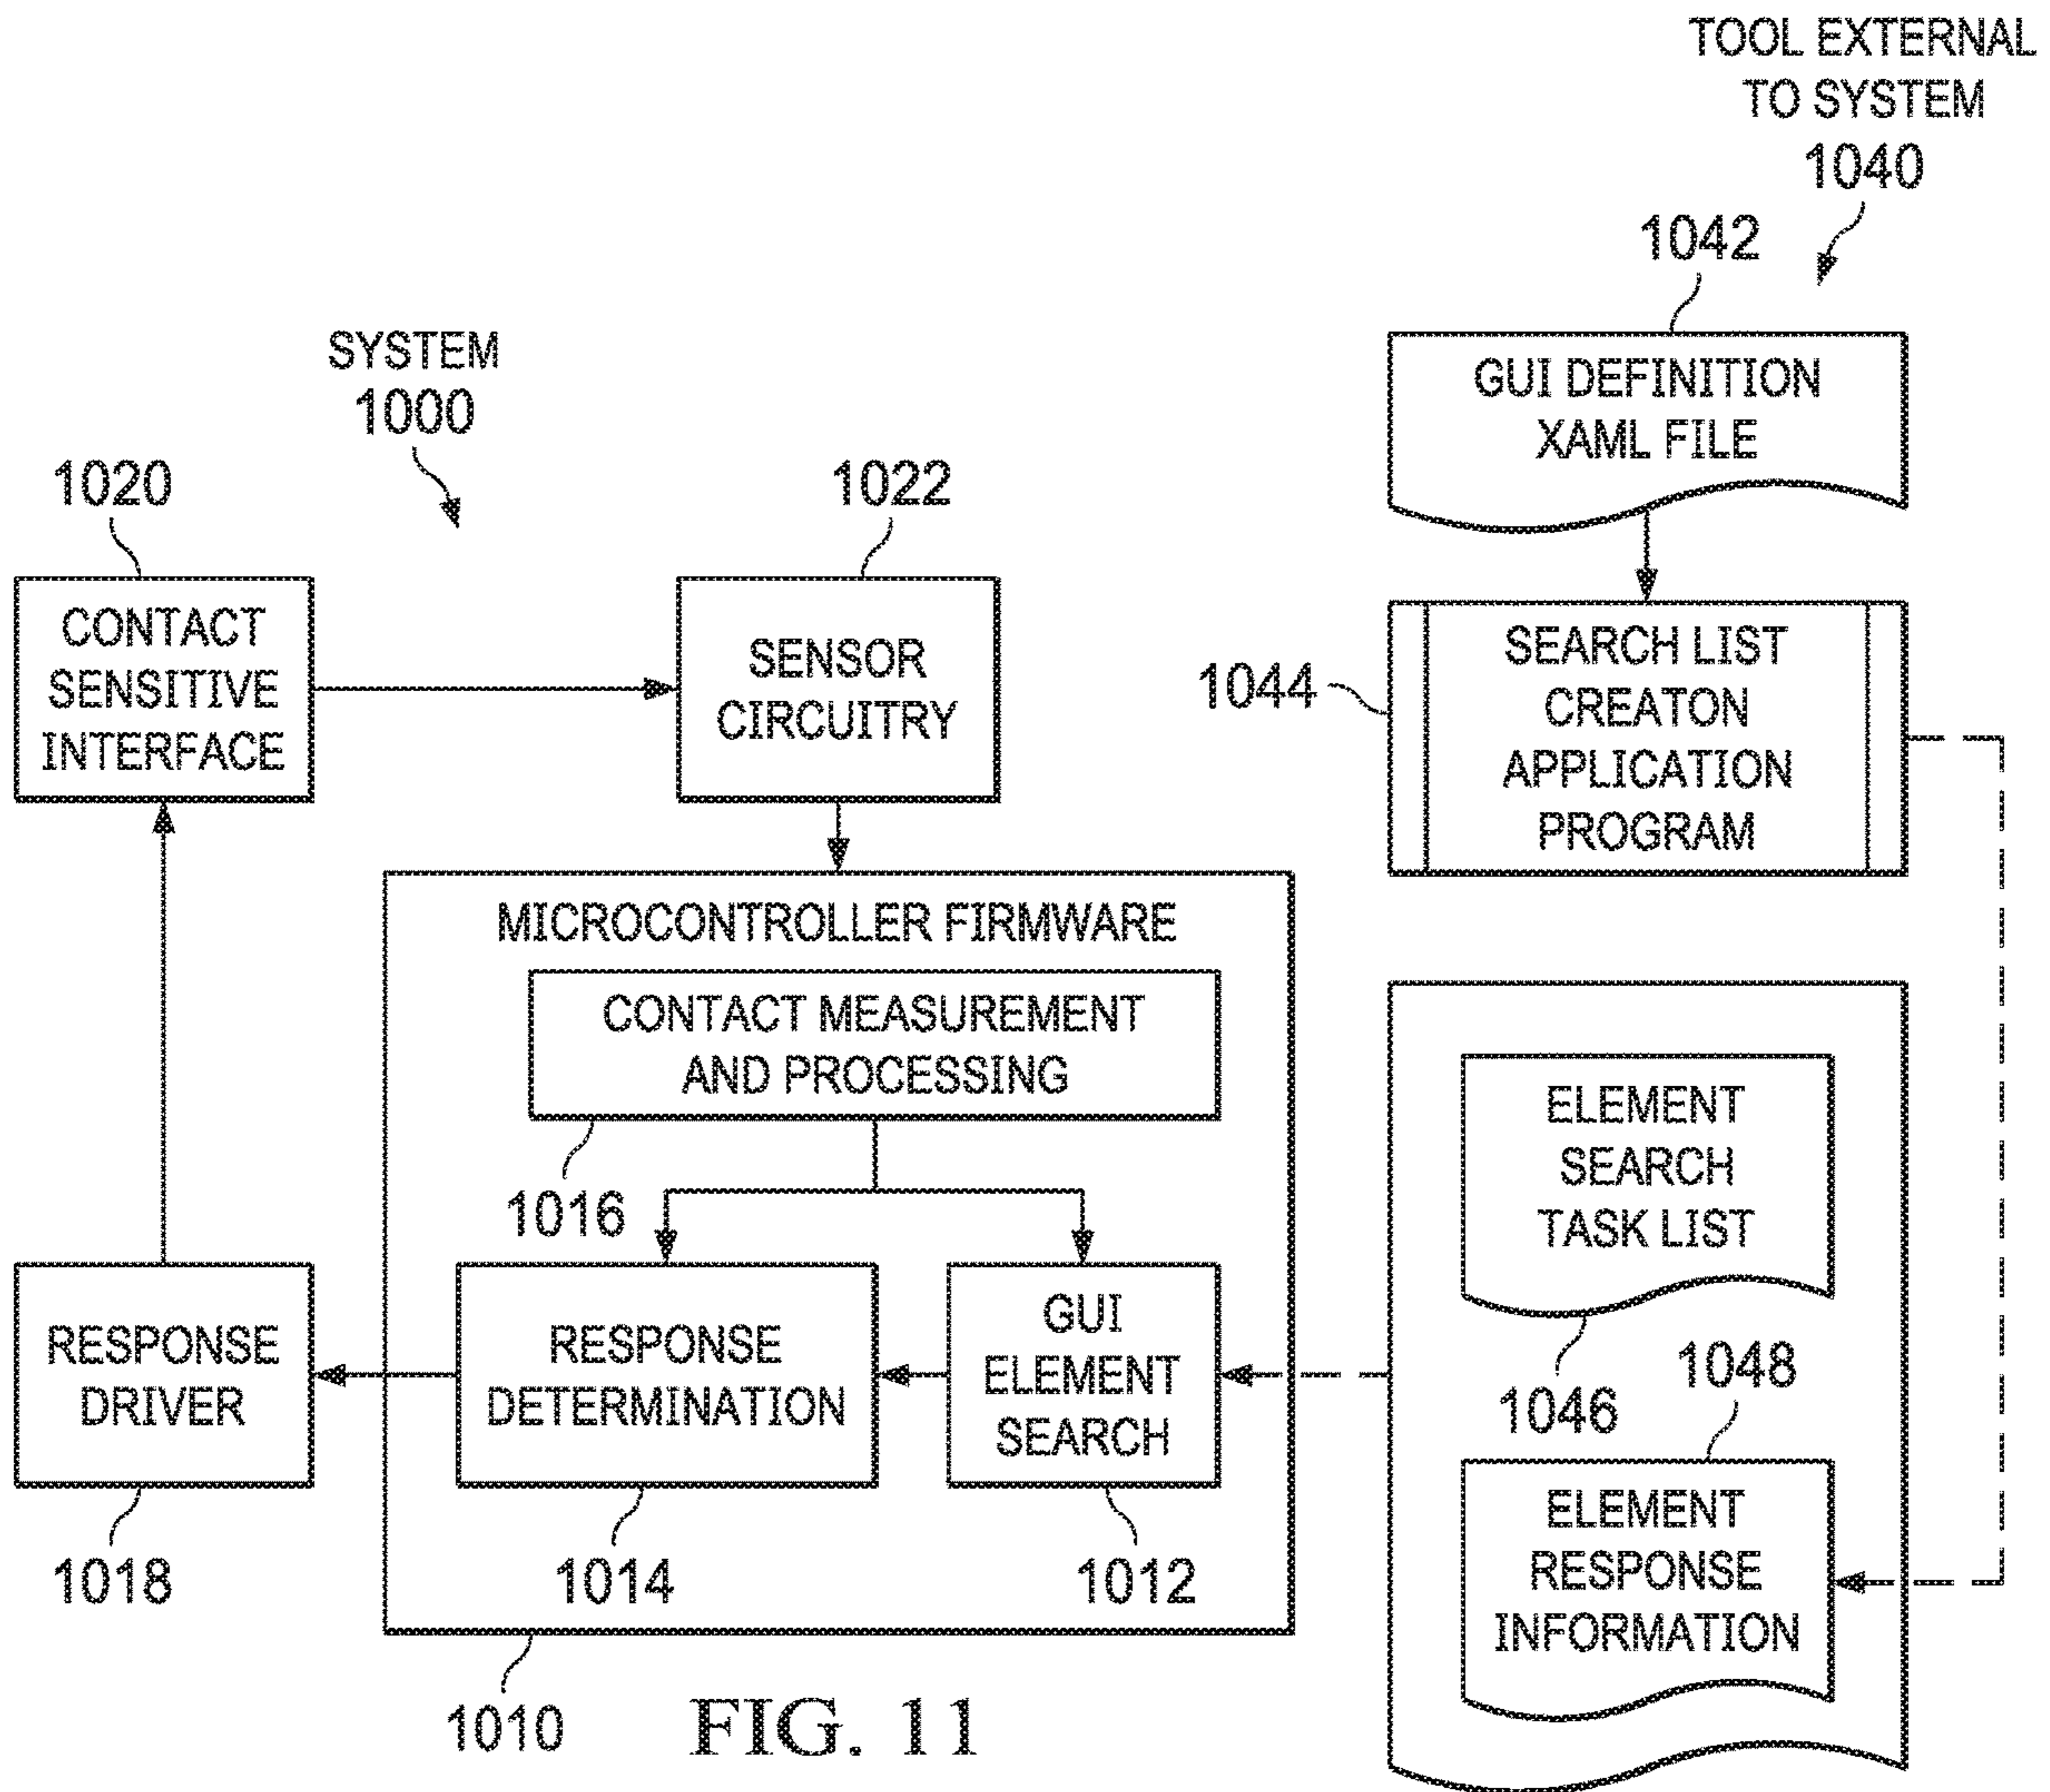 TOOL EXTERNAL
TO SYSTEM
1040
1042
GUI DEFINITION
XAML FILE
SYSTEM
1000
1020
1022
CONTACT
SENSITIVE
INTERFACE
SENSOR
CIRCUITRY
1044
SEARCH LIST
CREATON
APPLICATION
PROGRAM
MICROCONTROLLER FIRMWARE
CONTACT MEASUREMENT
AND PROCESSING
1016
ELEMENT
SEARCH
TASK LIST
1046
RESPONSE
DRIVER
RESPONSE
DETERMINATION
GUI
ELEMENT
SEARCH
1048
ELEMENT
RESPONSE
INFORMATION
1018
1014
1012
1010
FIG. 11